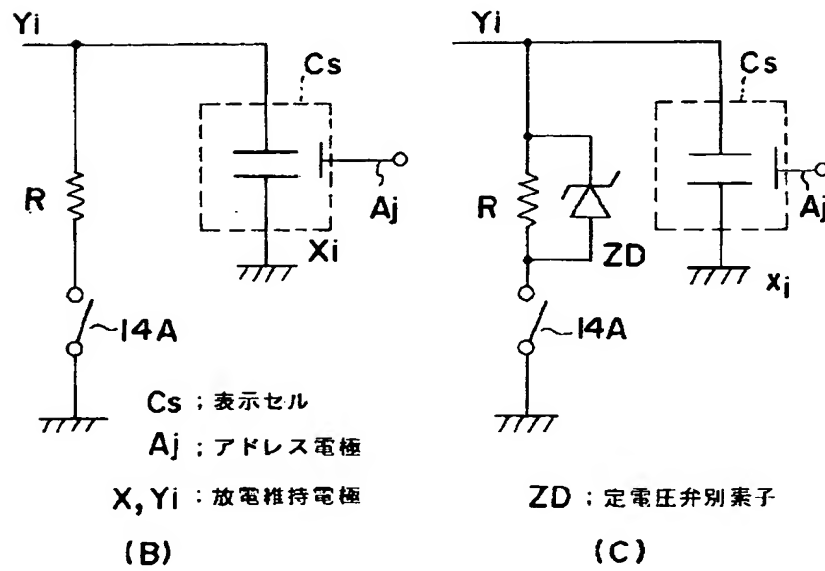 Yi
Cs
R
Aj
Xi
14A
Cs ; 表示セル
Aj ; アドレス電極
X, Yi ; 放電維持電極
(B)
Yi
Cs
R
ZD
Aj
xi
14A
ZD ; 定電圧弁別素子
(C)